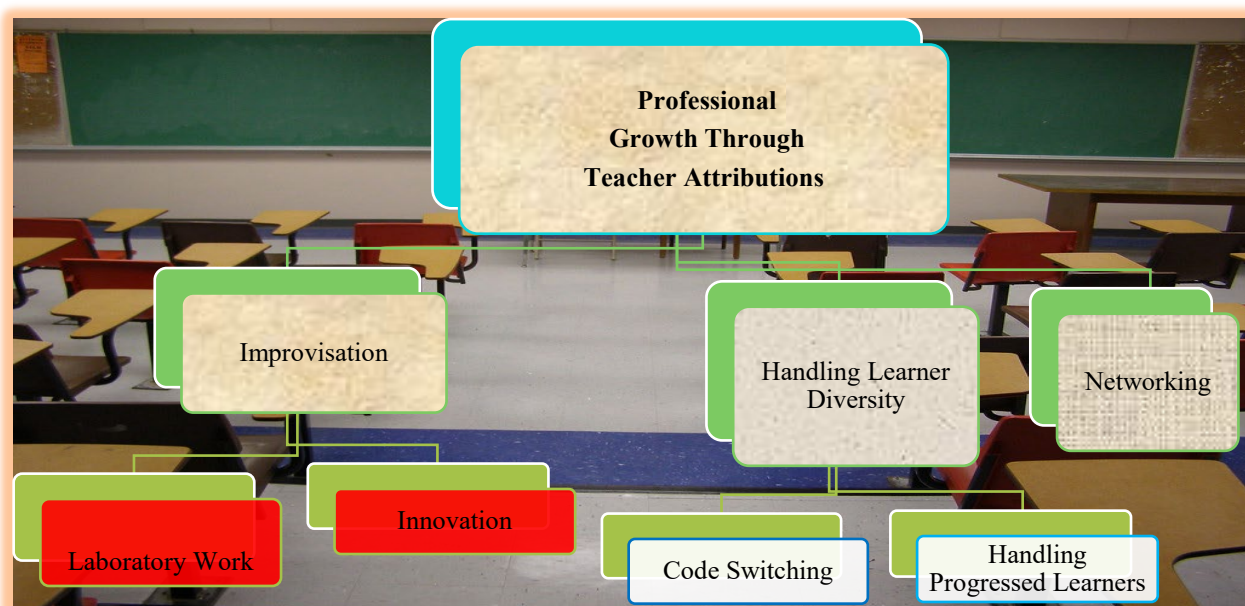 Professional
Growth Through
Teacher Attributions
Improvisation
Handling Learner
Diversity
Networking
Laboratory Work
Innovation
Code Switching
Handling
Progressed Learners